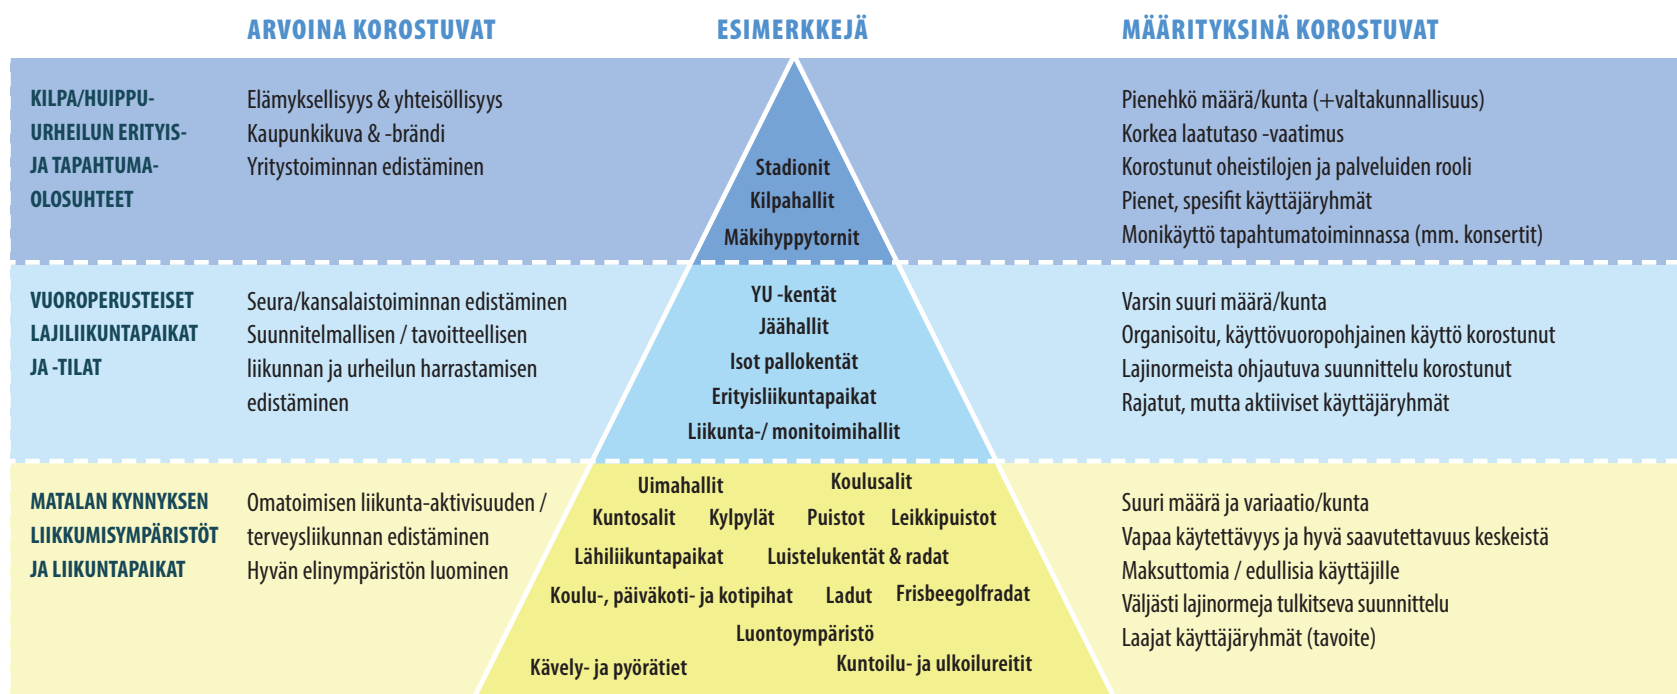 ARVOINA KOROSTUVAT
ESIMERKKEJÄ
MÄÄRITYKSINÄ KOROSTUVAT
KILPA/HUIPPU-
URHEILUN ERITYIS-
JA TAPAHTUMA-
OLOSUHTEET
Elämyksellisyys & yhteisöllisyys
Kaupunkikuva & -brändi
Yritystoiminnan edistäminen
Stadionit
Kilpahallit
Mäkihyppytornit
Pienehkö määrä/kunta (+valtakunnallisuus)
Korkea laatutaso -vaatimus
Korostunut oheistilojen ja palveluiden rooli
Pienet, spesifit käyttäjäryhmät
Monikäyttö tapahtumatoiminnassa (mm. konsertit)
VUOROPERUSTEISET
LAJILIIKUNTAPAIKAT
JA -TILAT
Seura/kansalaistoiminnan edistäminen
Suunnitelmallisen / tavoitteellisen
liikunnan ja urheilun harrastamisen
edistäminen
YU -kentät
Jäähallit
Isot pallokentät
Erityisliikuntapaikat
Liikunta-/ monitoimihallit
Varsin suuri määrä/kunta
Organisoitu, käyttövuoropohjainen käyttö korostunut
Lajinormeista ohjautuva suunnittelu korostunut
Rajatut, mutta aktiiviset käyttäjäryhmät
MATALAN KYNNYKSEN
LIIKKUMISYMPÄRISTÖT
JA LIIKUNTAPAIKAT
Omatoimisen liikunta-aktivisuuden /
terveysliikunnan edistäminen
Hyvän elinympäristön luominen
Uimahallit Koulusalit
Kuntosalit Kylpylät Puistot Leikkipuistot
Lähiliikuntapaikat Luistelukentät & radat
Koulu-, päiväkoti- ja kotipihat Ladut Frisbeegolfradat
Luontoympäristö
Kävely- ja pyörätiet Kuntoilu- ja ulkoilureitit
Suuri määrä ja variaatio/kunta
Vapaa käytettävyys ja hyvä saavutettavuus keskeistä
Maksuttomia / edullisia käyttäjille
Väljästi lajinormeja tulkitseva suunnittelu
Laajat käyttäjäryhmät (tavoite)